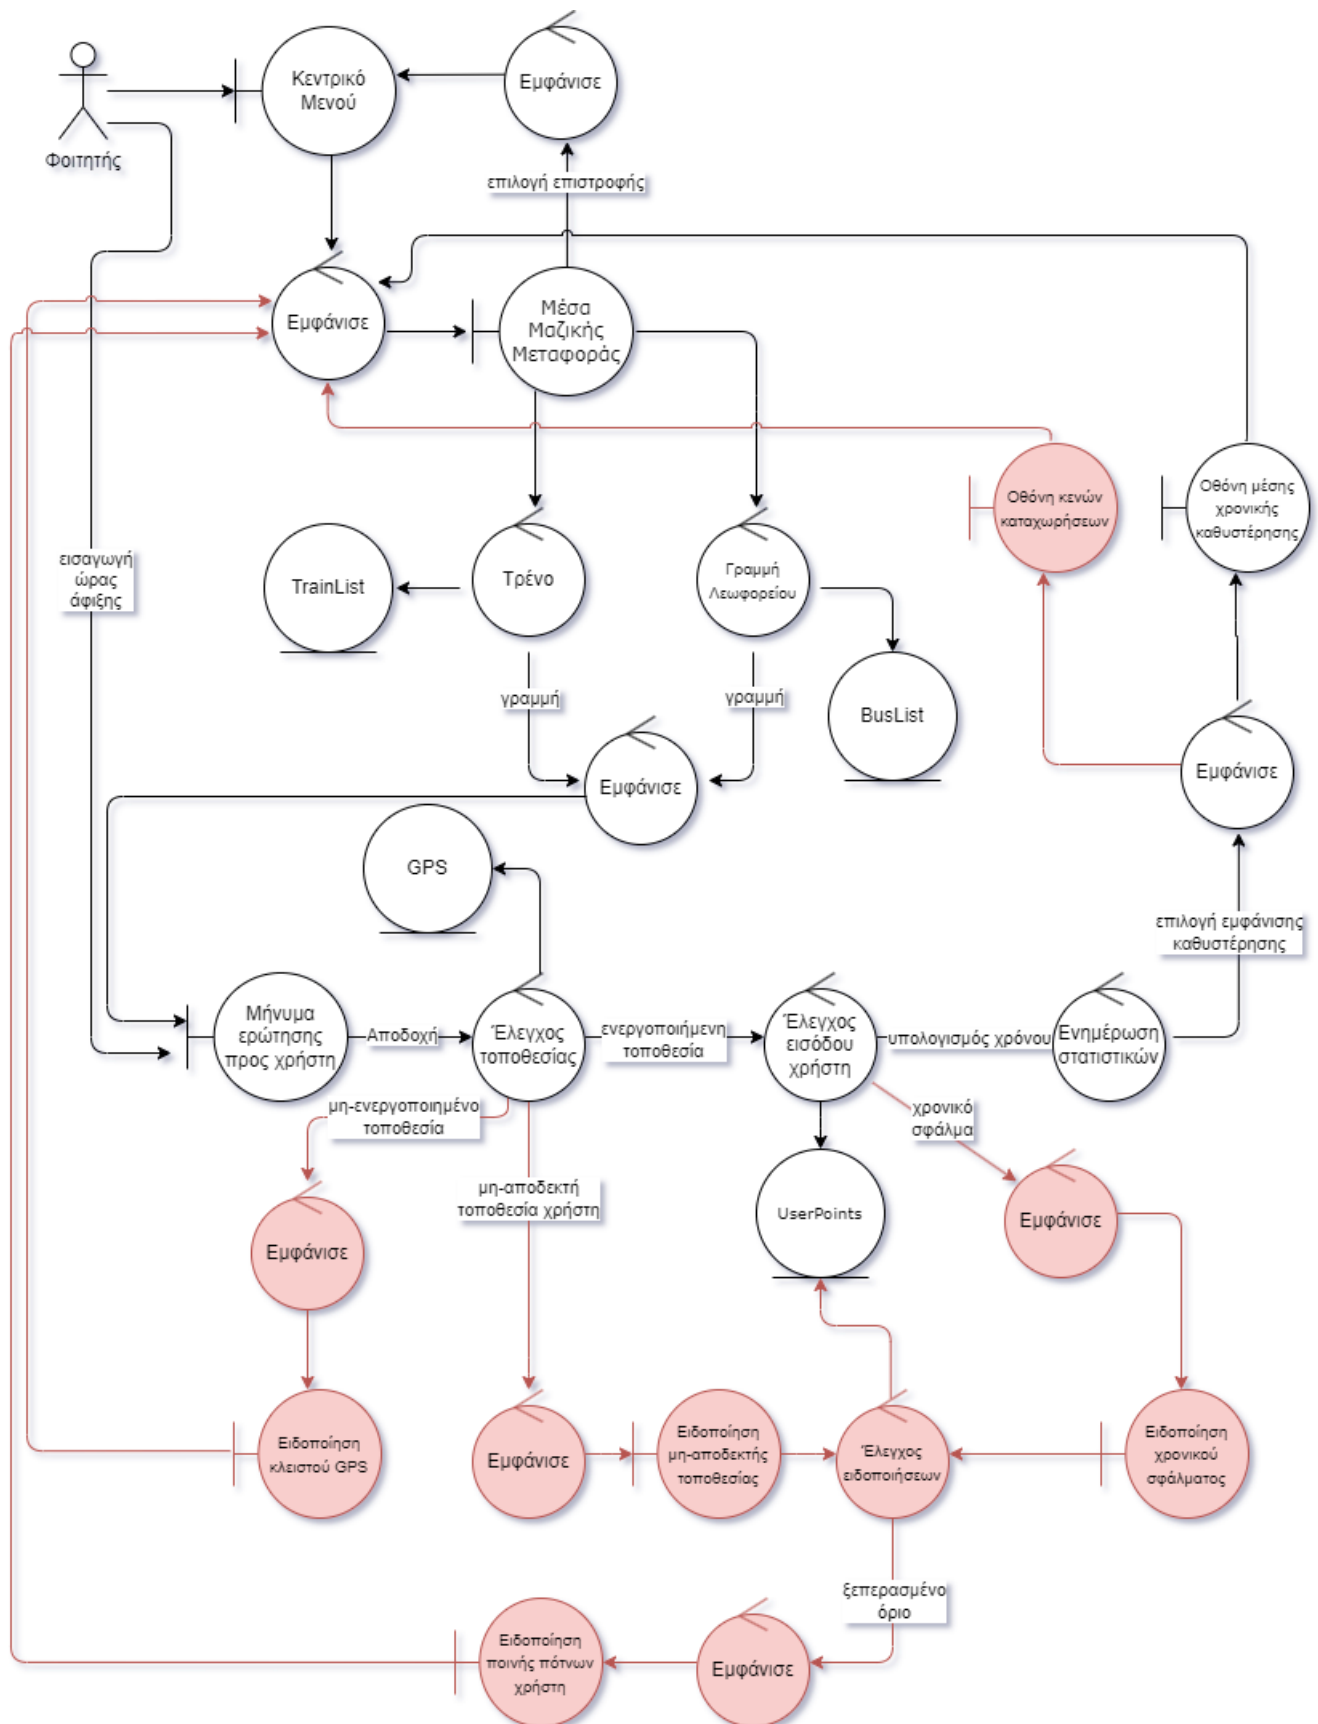 Κεντρικό
Μενού
Εμφάνισε
Φοιτητής
επιλογή επιστροφής
Εμφάνισε
Μέσα
Μαζικής
Μεταφοράς
Οθόνη κενών
καταχωρήσεων
Οθόνη μέσης
χρονικής
καθυστέρησης
εισαγωγή
ώρας
άφιξης
TrainList
Τρένο
Γραμμή
Λεωφορείου
γραμμή
γραμμή
BusList
Εμφάνισε
Εμφάνισε
GPS
επιλογή εμφάνισης
καθυστέρησης
Μήνυμα
ερώτησης
προς χρήστη
Αποδοχή
Έλεγχος
τοποθεσίας
ενεργοποιήμενη
τοποθεσία
Έλεγχος
εισόδου
χρήστη
υπολογισμός χρόνου
Ενημέρωση
στατιστικών
μη-ενεργοποιημένο
τοποθεσία
χρονικό
σφάλμα
μη-αποδεκτή
τοποθεσία χρήστη
UserPoints
Εμφάνισε
Εμφάνισε
Ειδοποίηση
κλειστού GPS
Εμφάνισε
Ειδοποίηση
μη-αποδεκτής
τοποθεσίας
Έλεγχος
ειδοποιήσεων
Ειδοποίηση
χρονικού
σφάλματος
ξεπερασμένο
όριο
Ειδοποίηση
ποινής πότνων
χρήστη
Εμφάνισε